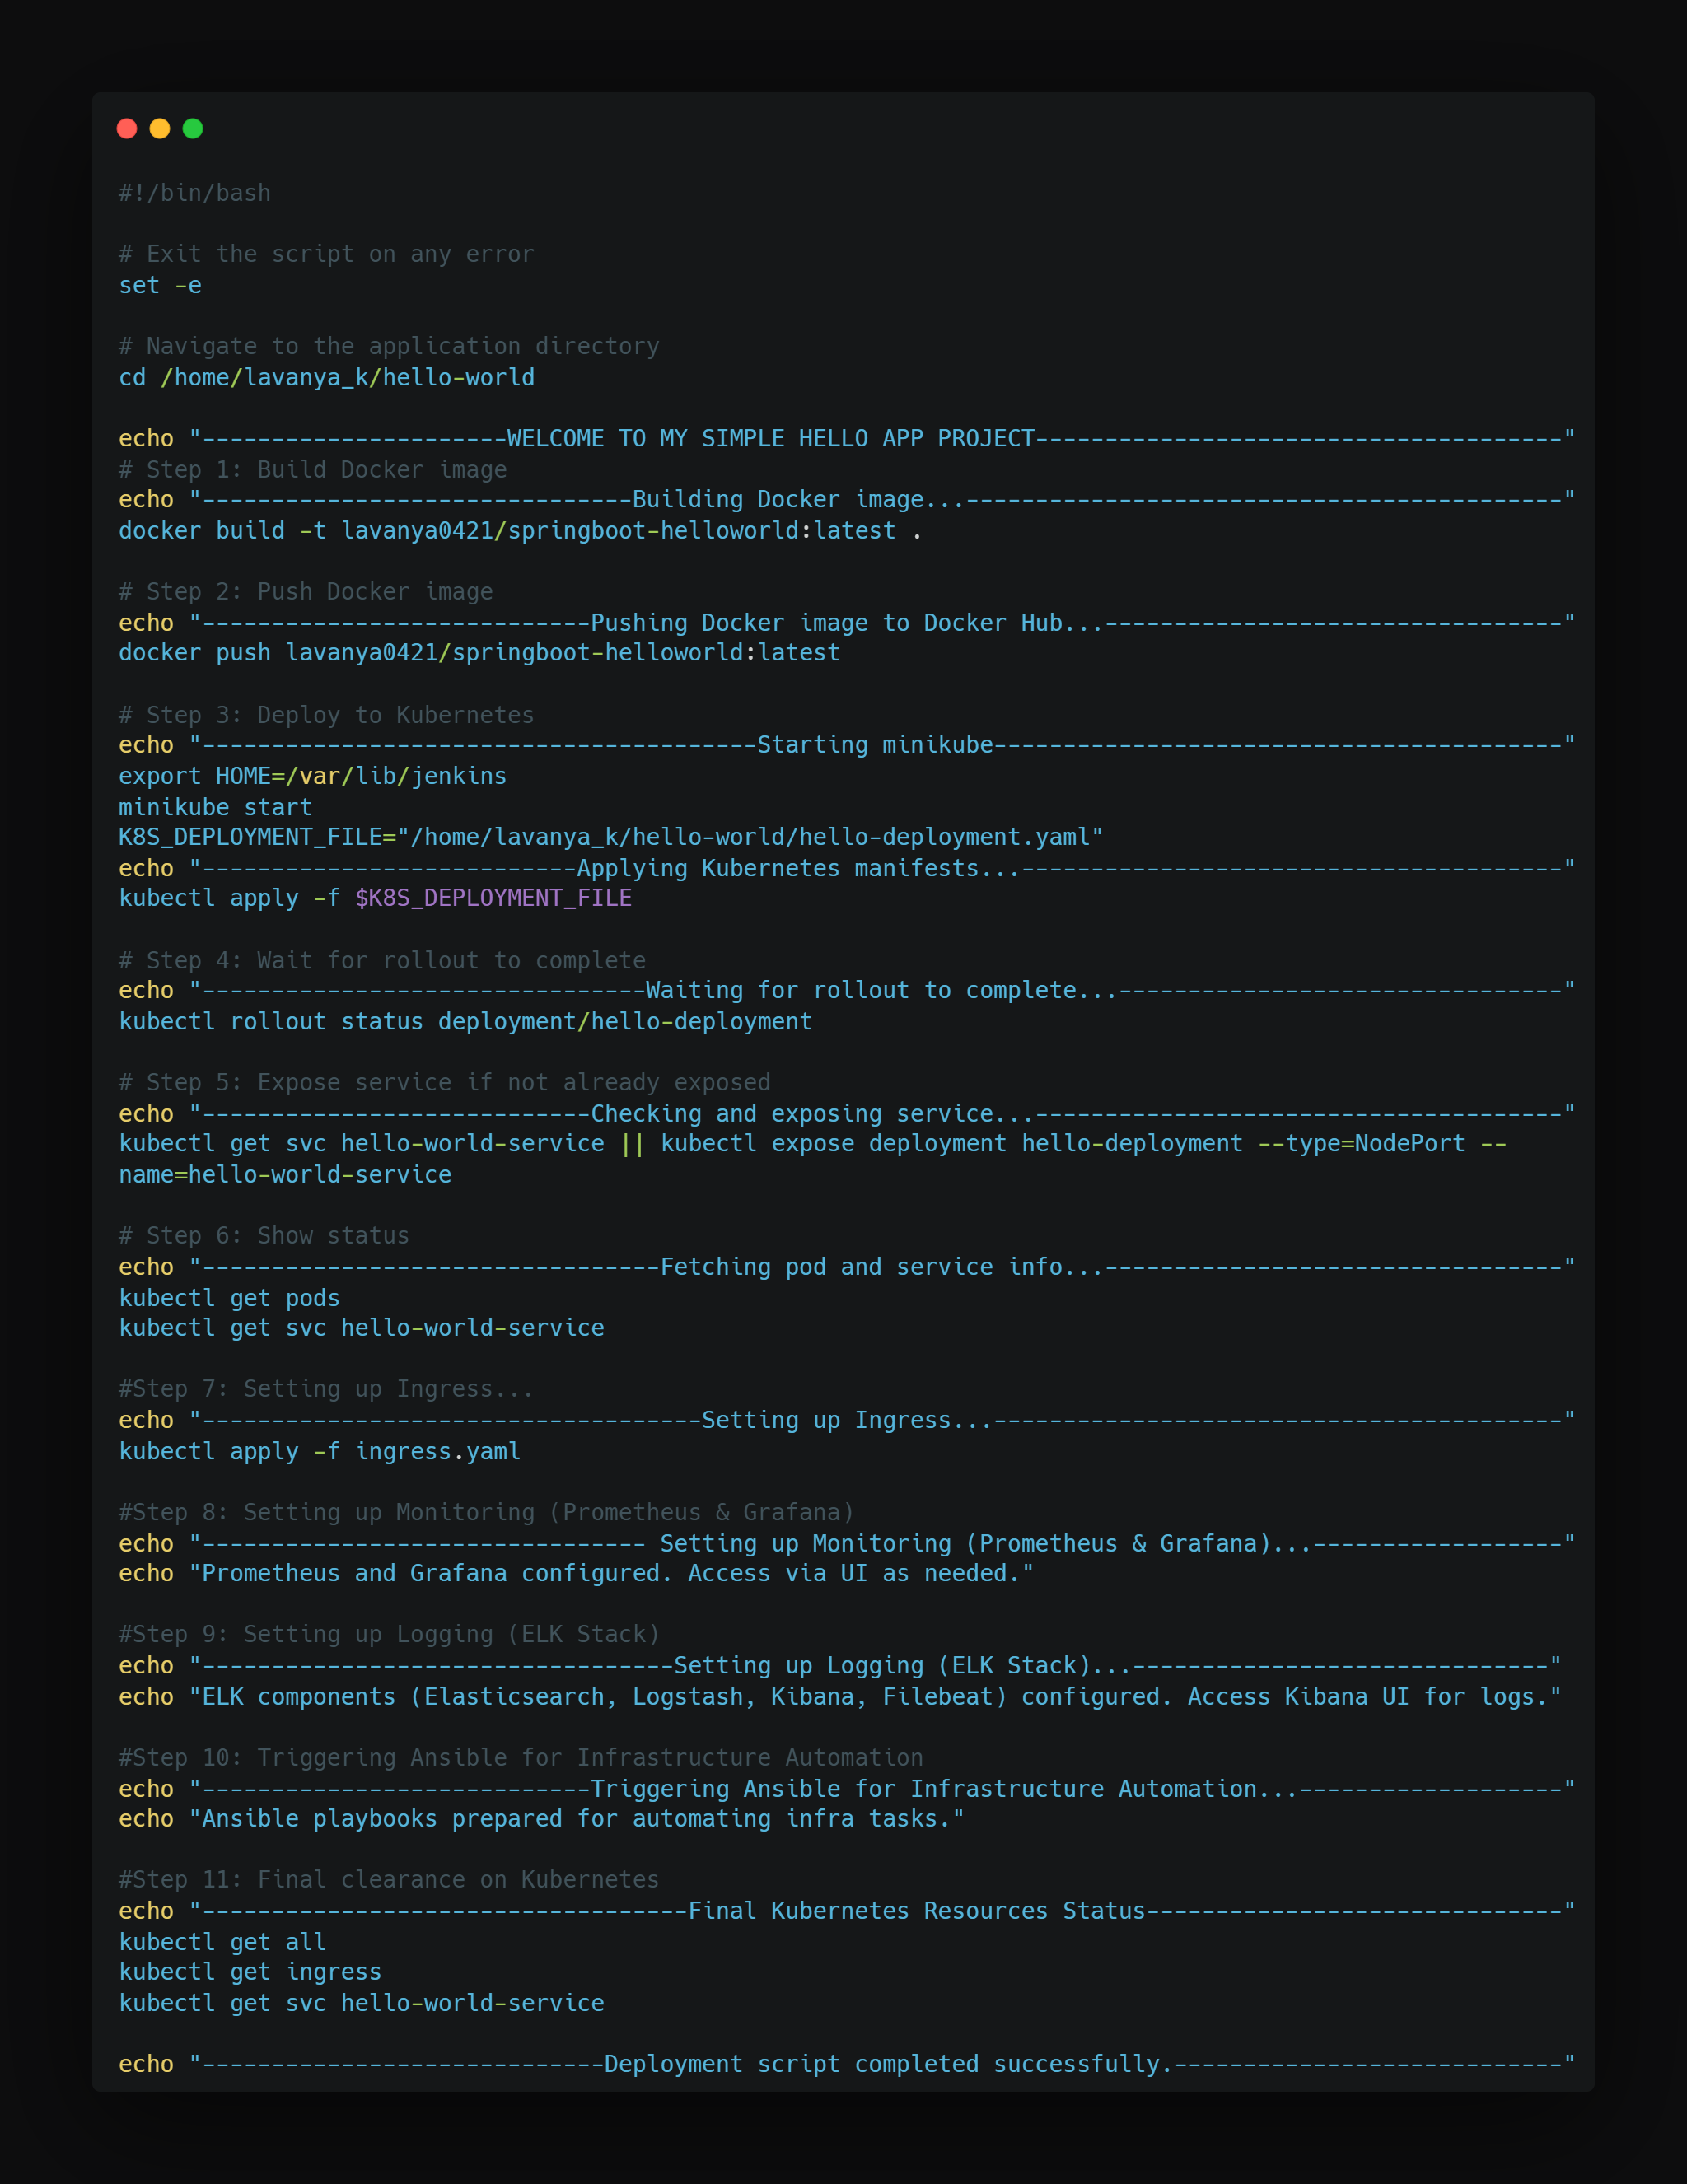 #!/bin/bash
# Exit the script on any error
set -e
# Navigate to the application directory
cd /home/lavanya_k/hello-world
echo "----------------------WELCOME TO MY SIMPLE HELLO APP PROJECT--------------------------------------"
# Step 1: Build Docker image
echo "-------------------------------Building Docker image...-------------------------------------------"
docker build -t lavanya0421/springboot-helloworld:latest .
# Step 2: Push Docker image
echo "----------------------------Pushing Docker image to Docker Hub...---------------------------------"
docker push lavanya0421/springboot-helloworld:latest
# Step 3: Deploy to Kubernetes
echo "----------------------------------------Starting minikube-----------------------------------------"
export HOME=/var/lib/jenkins
minikube start
K8S_DEPLOYMENT_FILE="/home/lavanya_k/hello-world/hello-deployment.yaml"
echo "---------------------------Applying Kubernetes manifests...---------------------------------------"
kubectl apply -f $K8S_DEPLOYMENT_FILE
# Step 4: Wait for rollout to complete
echo "--------------------------------Waiting for rollout to complete...--------------------------------"
kubectl rollout status deployment/hello-deployment
# Step 5: Expose service if not already exposed
echo "----------------------------Checking and exposing service...--------------------------------------"
kubectl get svc hello-world-service || kubectl expose deployment hello-deployment --type=NodePort --
name=hello-world-service
# Step 6: Show status
echo "---------------------------------Fetching pod and service info...---------------------------------"
kubectl get pods
kubectl get svc hello-world-service
#Step 7: Setting up Ingress...
echo "------------------------------------Setting up Ingress...-----------------------------------------"
kubectl apply -f ingress.yaml
#Step 8: Setting up Monitoring (Prometheus & Grafana)
echo "-------------------------------- Setting up Monitoring (Prometheus & Grafana)...------------------"
echo "Prometheus and Grafana configured. Access via UI as needed."
#Step 9: Setting up Logging (ELK Stack)
echo "----------------------------------Setting up Logging (ELK Stack)...------------------------------"
echo "ELK components (Elasticsearch, Logstash, Kibana, Filebeat) configured. Access Kibana UI for logs."
#Step 10: Triggering Ansible for Infrastructure Automation
echo "----------------------------Triggering Ansible for Infrastructure Automation...-------------------"
echo "Ansible playbooks prepared for automating infra tasks."
#Step 11: Final clearance on Kubernetes
echo "-----------------------------------Final Kubernetes Resources Status------------------------------"
kubectl get all
kubectl get ingress
kubectl get svc hello-world-service
echo "-----------------------------Deployment script completed successfully.----------------------------"